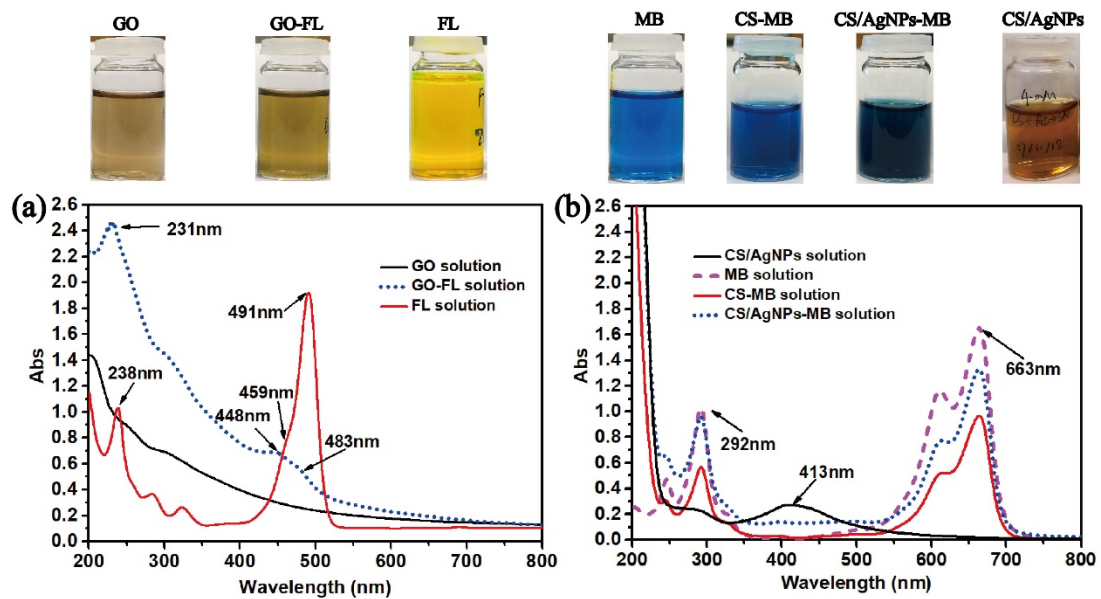 GO GO-FL FL MB CS-MB CS/AgNPs-MB CS/AgNPs
(a)
2.6
2.4
2.2
2.0
1.8
1.6
1.4
1.2
1.0
0.8
0.6
0.4
0.2
0.0
Abs
231nm
GO solution
GO-FL solution
FL solution
491nm
238nm
459nm
448nm
483nm
200 300 400 500 600 700 800
Wavelength (nm)
(b)
2.6
2.4
2.2
2.0
1.8
1.6
1.4
1.2
1.0
0.8
0.6
0.4
0.2
0.0
Abs
CS/AgNPs solution
MB solution
CS-MB solution
CS/AgNPs-MB solution
663nm
292nm
413nm
200 300 400 500 600 700 800
Wavelength (nm)